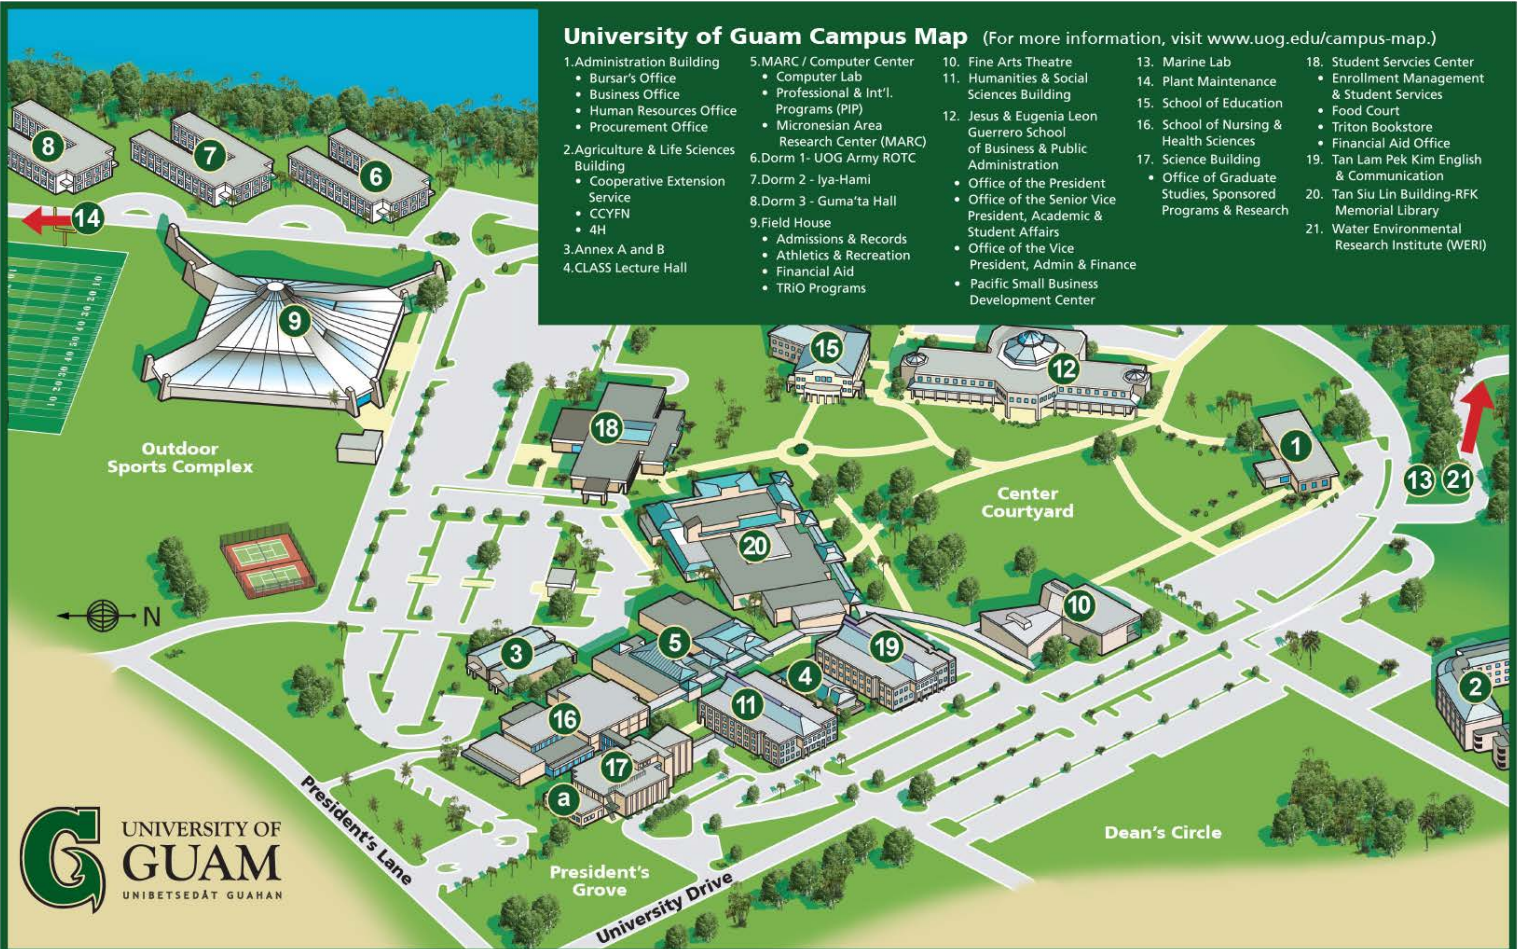 University of Guam Campus Map (For more information, visit www.uog.edu/campus-map.)
1.Administration Building
• Bursar's Office
• Business Office
• Human Resources Office
• Procurement Office
2.Agriculture & Life Sciences
Building
• Cooperative Extension
Service
• CCYFN
• 4H
3.Annex A and B
4.CLASS Lecture Hall
5.MARC / Computer Center
• Computer Lab
• Professional & Int'l.
Programs (PIP)
• Micronesian Area
Research Center (MARC)
6.Dorm 1- UOG Army ROTC
7.Dorm 2 - Iya-Hami
8.Dorm 3 - Guma'ta Hall
9.Field House
• Admissions & Records
• Athletics & Recreation
• Financial Aid
• TRiO Programs
10. Fine Arts Theatre
11. Humanities & Social
Sciences Building
12. Jesus & Eugenia Leon
Guerrero School
of Business & Public
Administration
• Office of the President
• Office of the Senior Vice
President, Academic &
Student Affairs
• Office of the Vice
President, Admin & Finance
• Pacific Small Business
Development Center
13. Marine Lab
14. Plant Maintenance
15. School of Education
16. School of Nursing &
Health Sciences
17. Science Building
• Office of Graduate
Studies, Sponsored
Programs & Research
18. Student Servcies Center
• Enrollment Management
& Student Services
• Food Court
• Triton Bookstore
• Financial Aid Office
19. Tan Lam Pek Kim English
& Communication
20. Tan Siu Lin Building-RFK
Memorial Library
21. Water Environmental
Research Institute (WERI)
8
7
6
14
9
10 20 30 40 50 40 30 20 10
15
12
18
1
13
21
Outdoor
Sports Complex
Center
Courtyard
20
N
10
3
5
19
4
2
16
11
17
a
President's Lane
Dean's Circle
President's
Grove
University Drive
G
UNIVERSITY OF
GUAM
UNIBETSEDÅT GUAHAN